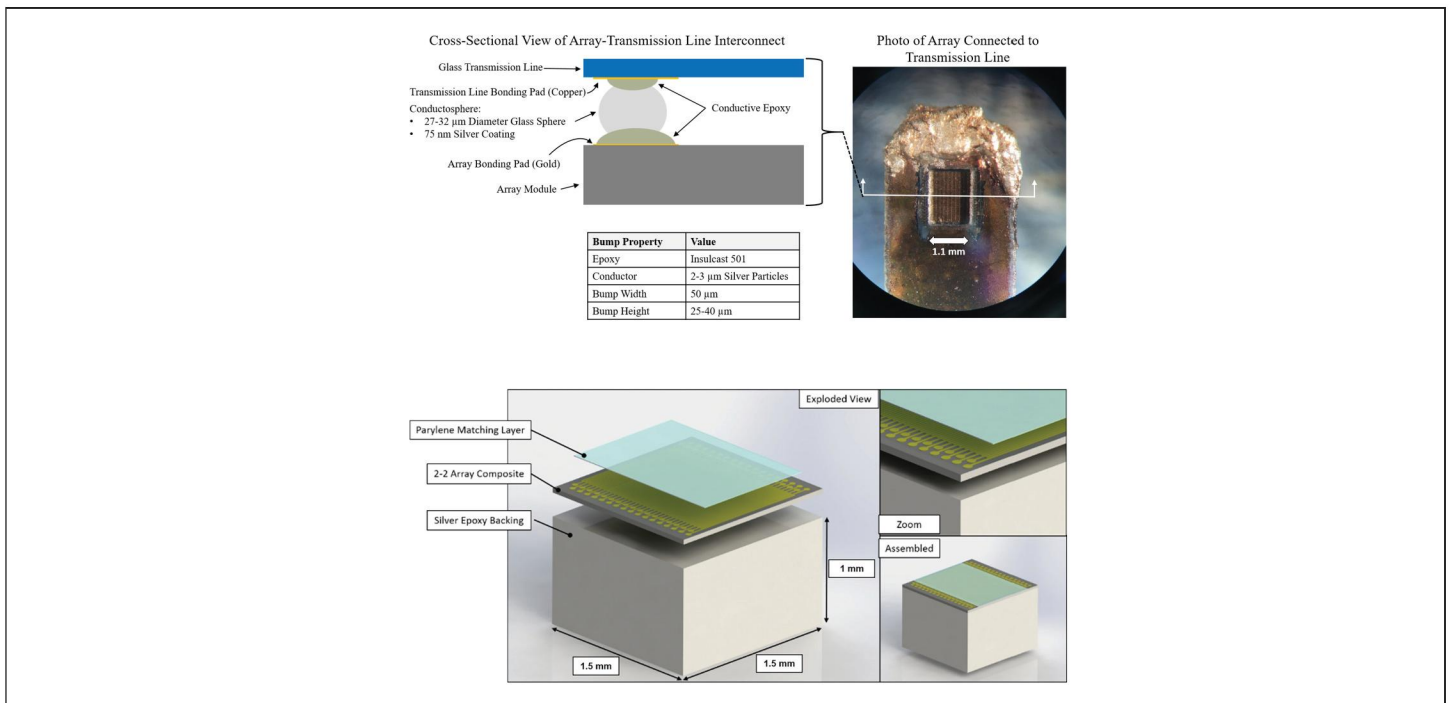 Cross-Sectional View of Array-Transmission Line Interconnect
Glass Transmission Line
Transmission Line Bonding Pad (Copper)
Conductosphere:
• 27-32 µm Diameter Glass Sphere
• 75 nm Silver Coating
Conductive Epoxy
Array Bonding Pad (Gold)
Array Module
Photo of Array Connected to
Transmission Line
1.1 mm
Bump Property Value
Epoxy Insulcast 501
Conductor 2-3 µm Silver Particles
Bump Width 50 µm
Bump Height 25-40 µm
Exploded View
Parylene Matching Layer
2-2 Array Composite
Silver Epoxy Backing
1 mm
1.5 mm
1.5 mm
Zoom
Assembled